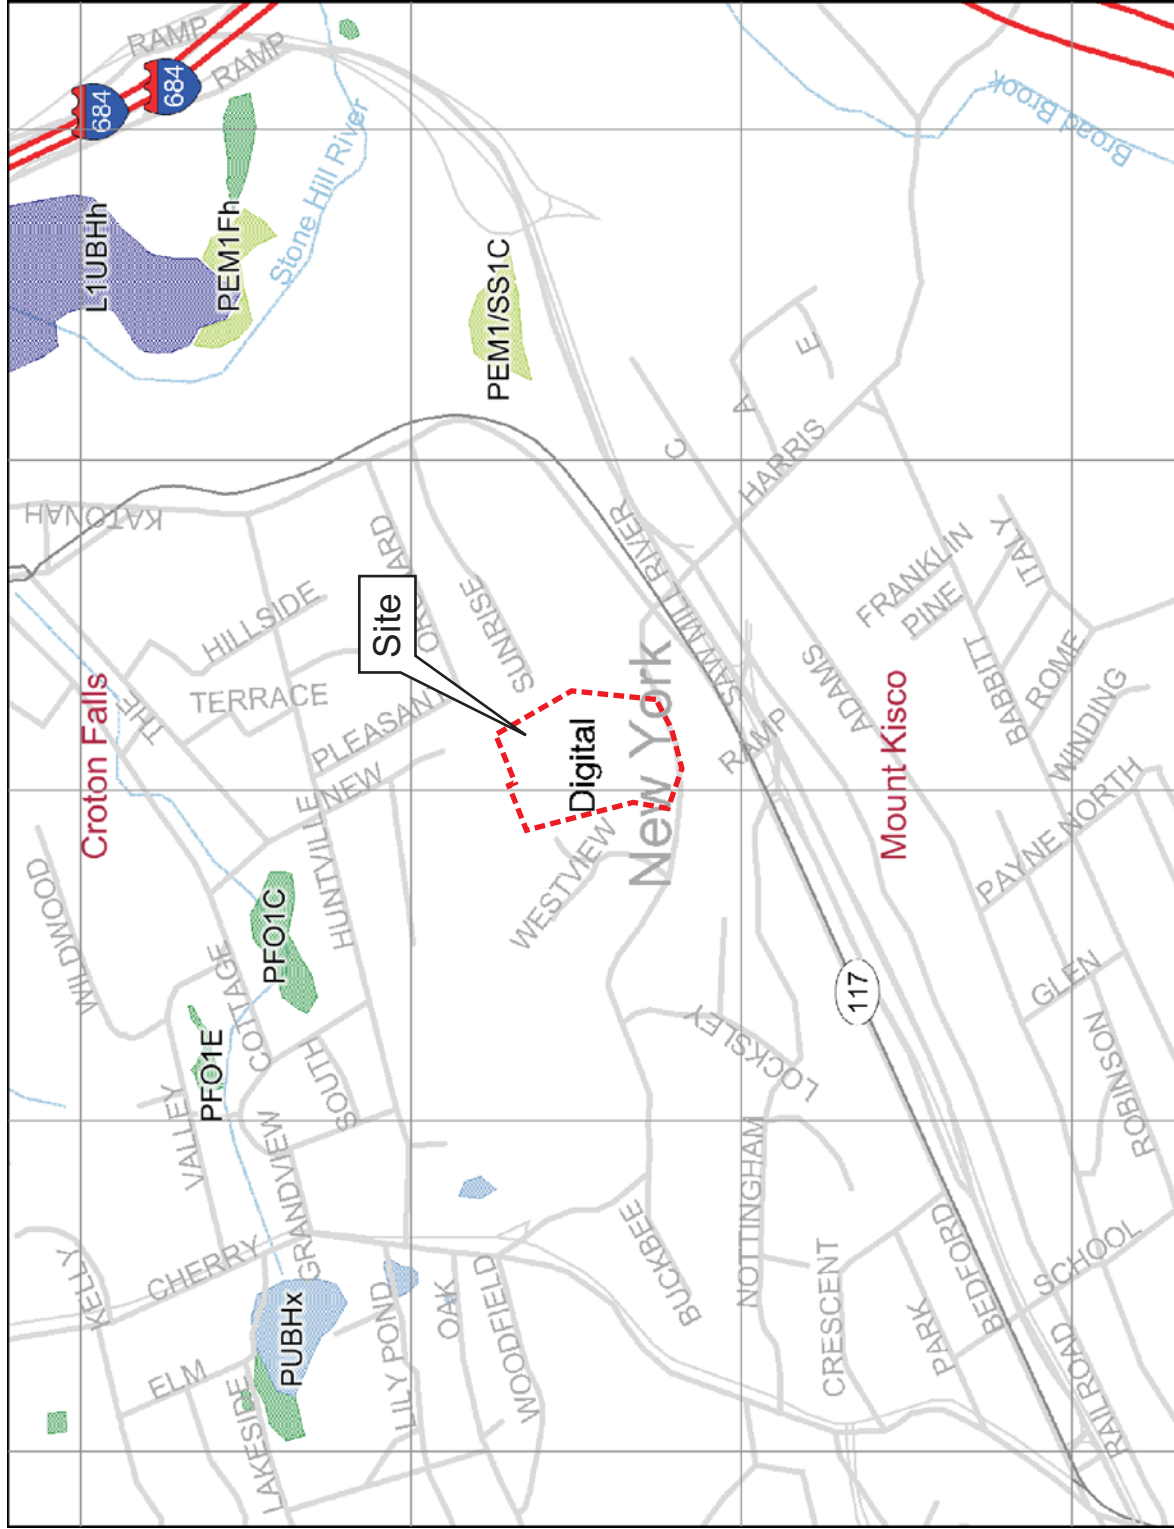 RAMP
RAMP
684
684
L1UBHh
PEM1Fh
Stone Hill River
PEM1/SS1C
Broad Brook
KATONAH
HILLSIDE
TERRACE
THE
Croton Falls
PLEASANT
NEW
HUNTVILLE
SUNRISE
Site
Digital
New York
WESTVIEW
SAW MILL RIVER
RAMP
C
A
E
HARRIS
ADAMS
Mount Kisco
FRANKLIN
PINE
ITALY
BABBITT
ROME
WINDING
PAYNE NORTH
GLEN
ROBINSON
117
WILDWOOD
PFO1C
PFO1E
COTTAGE
SOUTH
VALLEY
GRANDVIEW
LOCKSLEY
NOTTINGHAM
BUCKBEE
CRESCENT
PARK
BEDFORD
SCHOOL
RAILROAD
KELLY
CHERRY
ELM
LAKESIDE
PUBHx
LILY POND
OAK
WOODFIELD